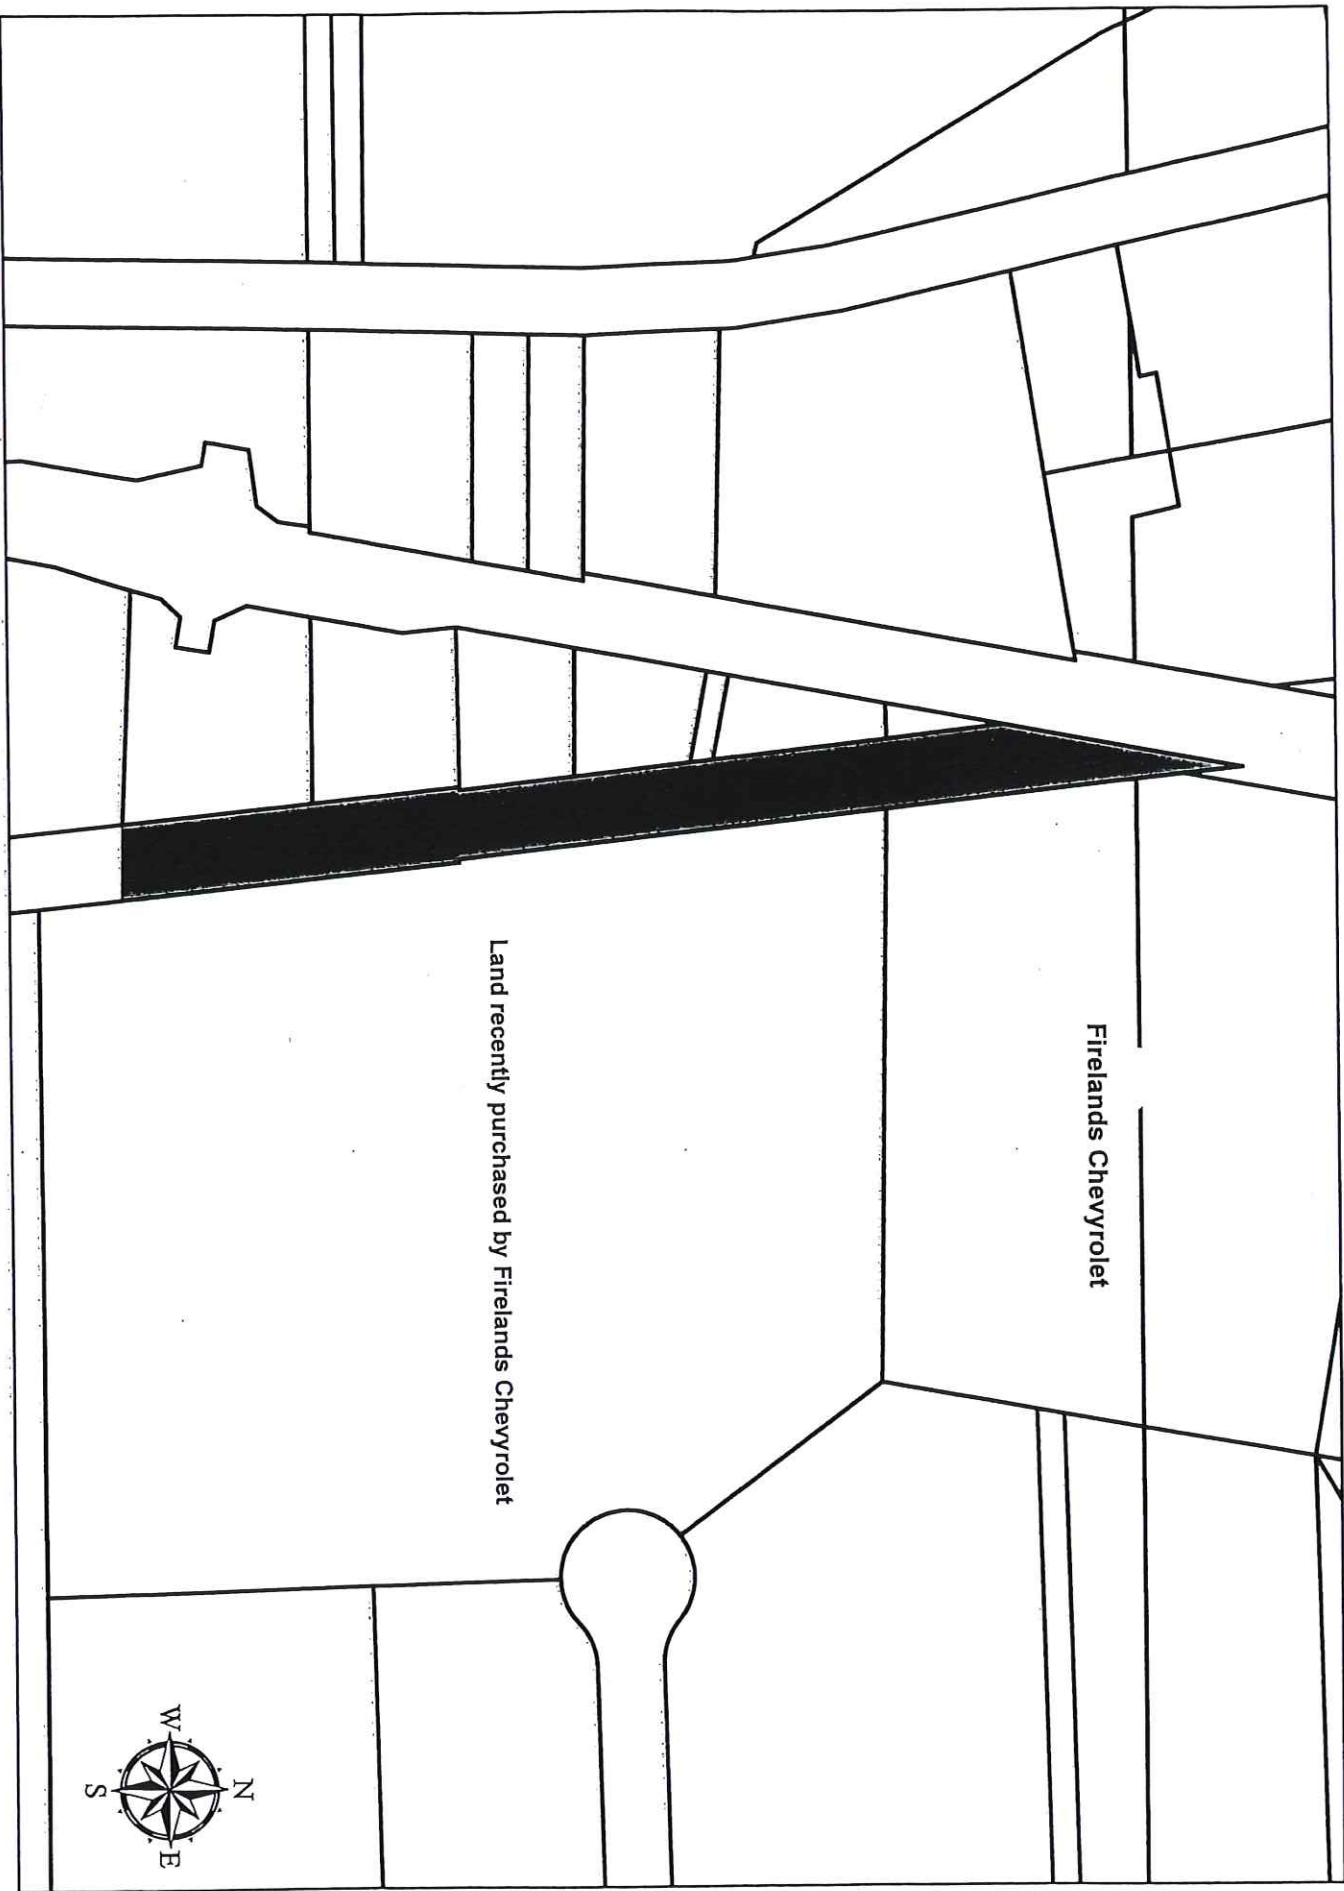 Firelands Chevyrolet
Land recently purchased by Firelands Chevyrolet
N
W
E
S